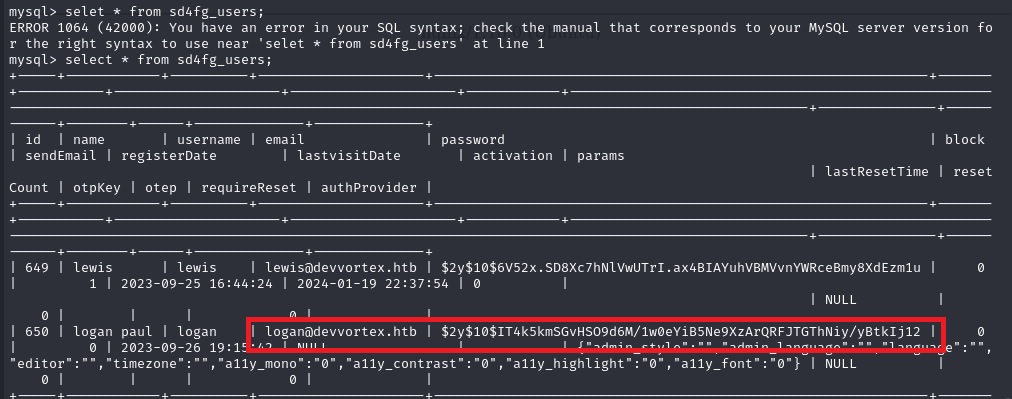 mysql> selet * from sd4fg_users;
ERROR 1064 (42000): You have an error in your SQL syntax; check the manual that corresponds to your MySQL server version fo
r the right syntax to use near 'selet * from sd4fg_users' at line 1
mysql> select * from sd4fg_users;
| id | name | username | email | password | block
| sendEmail | registerDate | lastvisitDate | activation | params
| lastResetTime | reset
Count | otpKey | otep | requireReset | authProvider |
| 649 | lewis | lewis | lewis@devvortex.htb | $2y$10$6V52x.SD8Xc7hNlVwUTrI.ax4BIAYuhVBMVvnYWRceBmy8XdEzm1u | 0
| 1 | 2023-09-25 16:44:24 | 2024-01-19 22:37:54 | 0 |
| NULL |
0 | | | 0 |
| 650 | logan paul | logan | logan@devvortex.htb | $2y$10$IT4k5kmSGvHSO9d6M/1w0eYiB5Ne9XzArQRFJTGThNiy/yBtkIj12 | 0
| 0 | 2023-09-26 19:15:42 | NULL | | {"admin_style":"","admin_language":"","language":"",
"editor":"","timezone":"","a11y_mono":"0","a11y_contrast":"0","a11y_highlight":"0","a11y_font":"0"} | NULL |
0 | | | 0 |